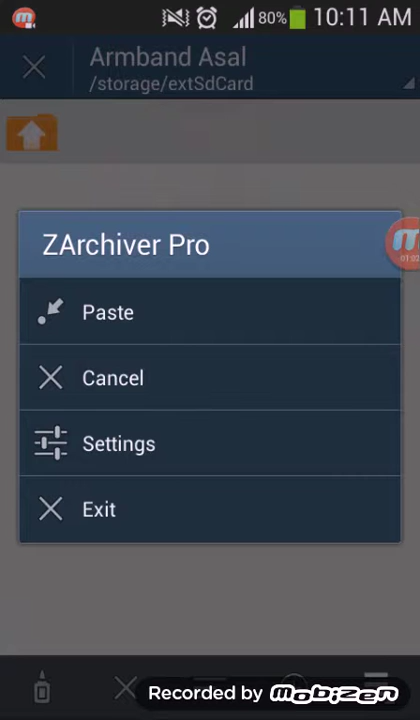 80% 10:11 AM
Armband Asal
/storage/extSdCard
ZArchiver Pro
Paste
Cancel
Settings
Exit
Recorded by mobizen